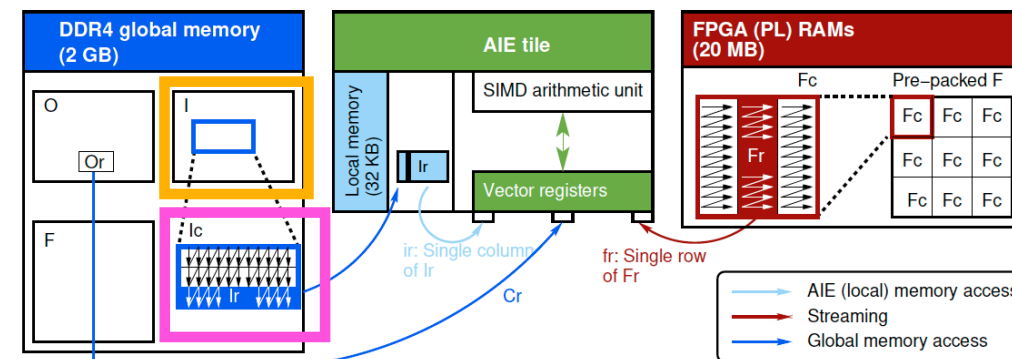 DDR4 global memory
(2 GB)
O
Or
I
F
Ic
Ir
AIE tile
Local memory
(32 KB)
Ir
SIMD arithmetic unit
Vector registers
ir: Single column
of Ir
Cr
FPGA (PL) RAMs
(20 MB)
Fc
Pre-packed F
Fr
Fc Fc Fc
Fc Fc Fc
Fc Fc Fc
fr: Single row
of Fr
AIE (local) memory access
Streaming
Global memory access